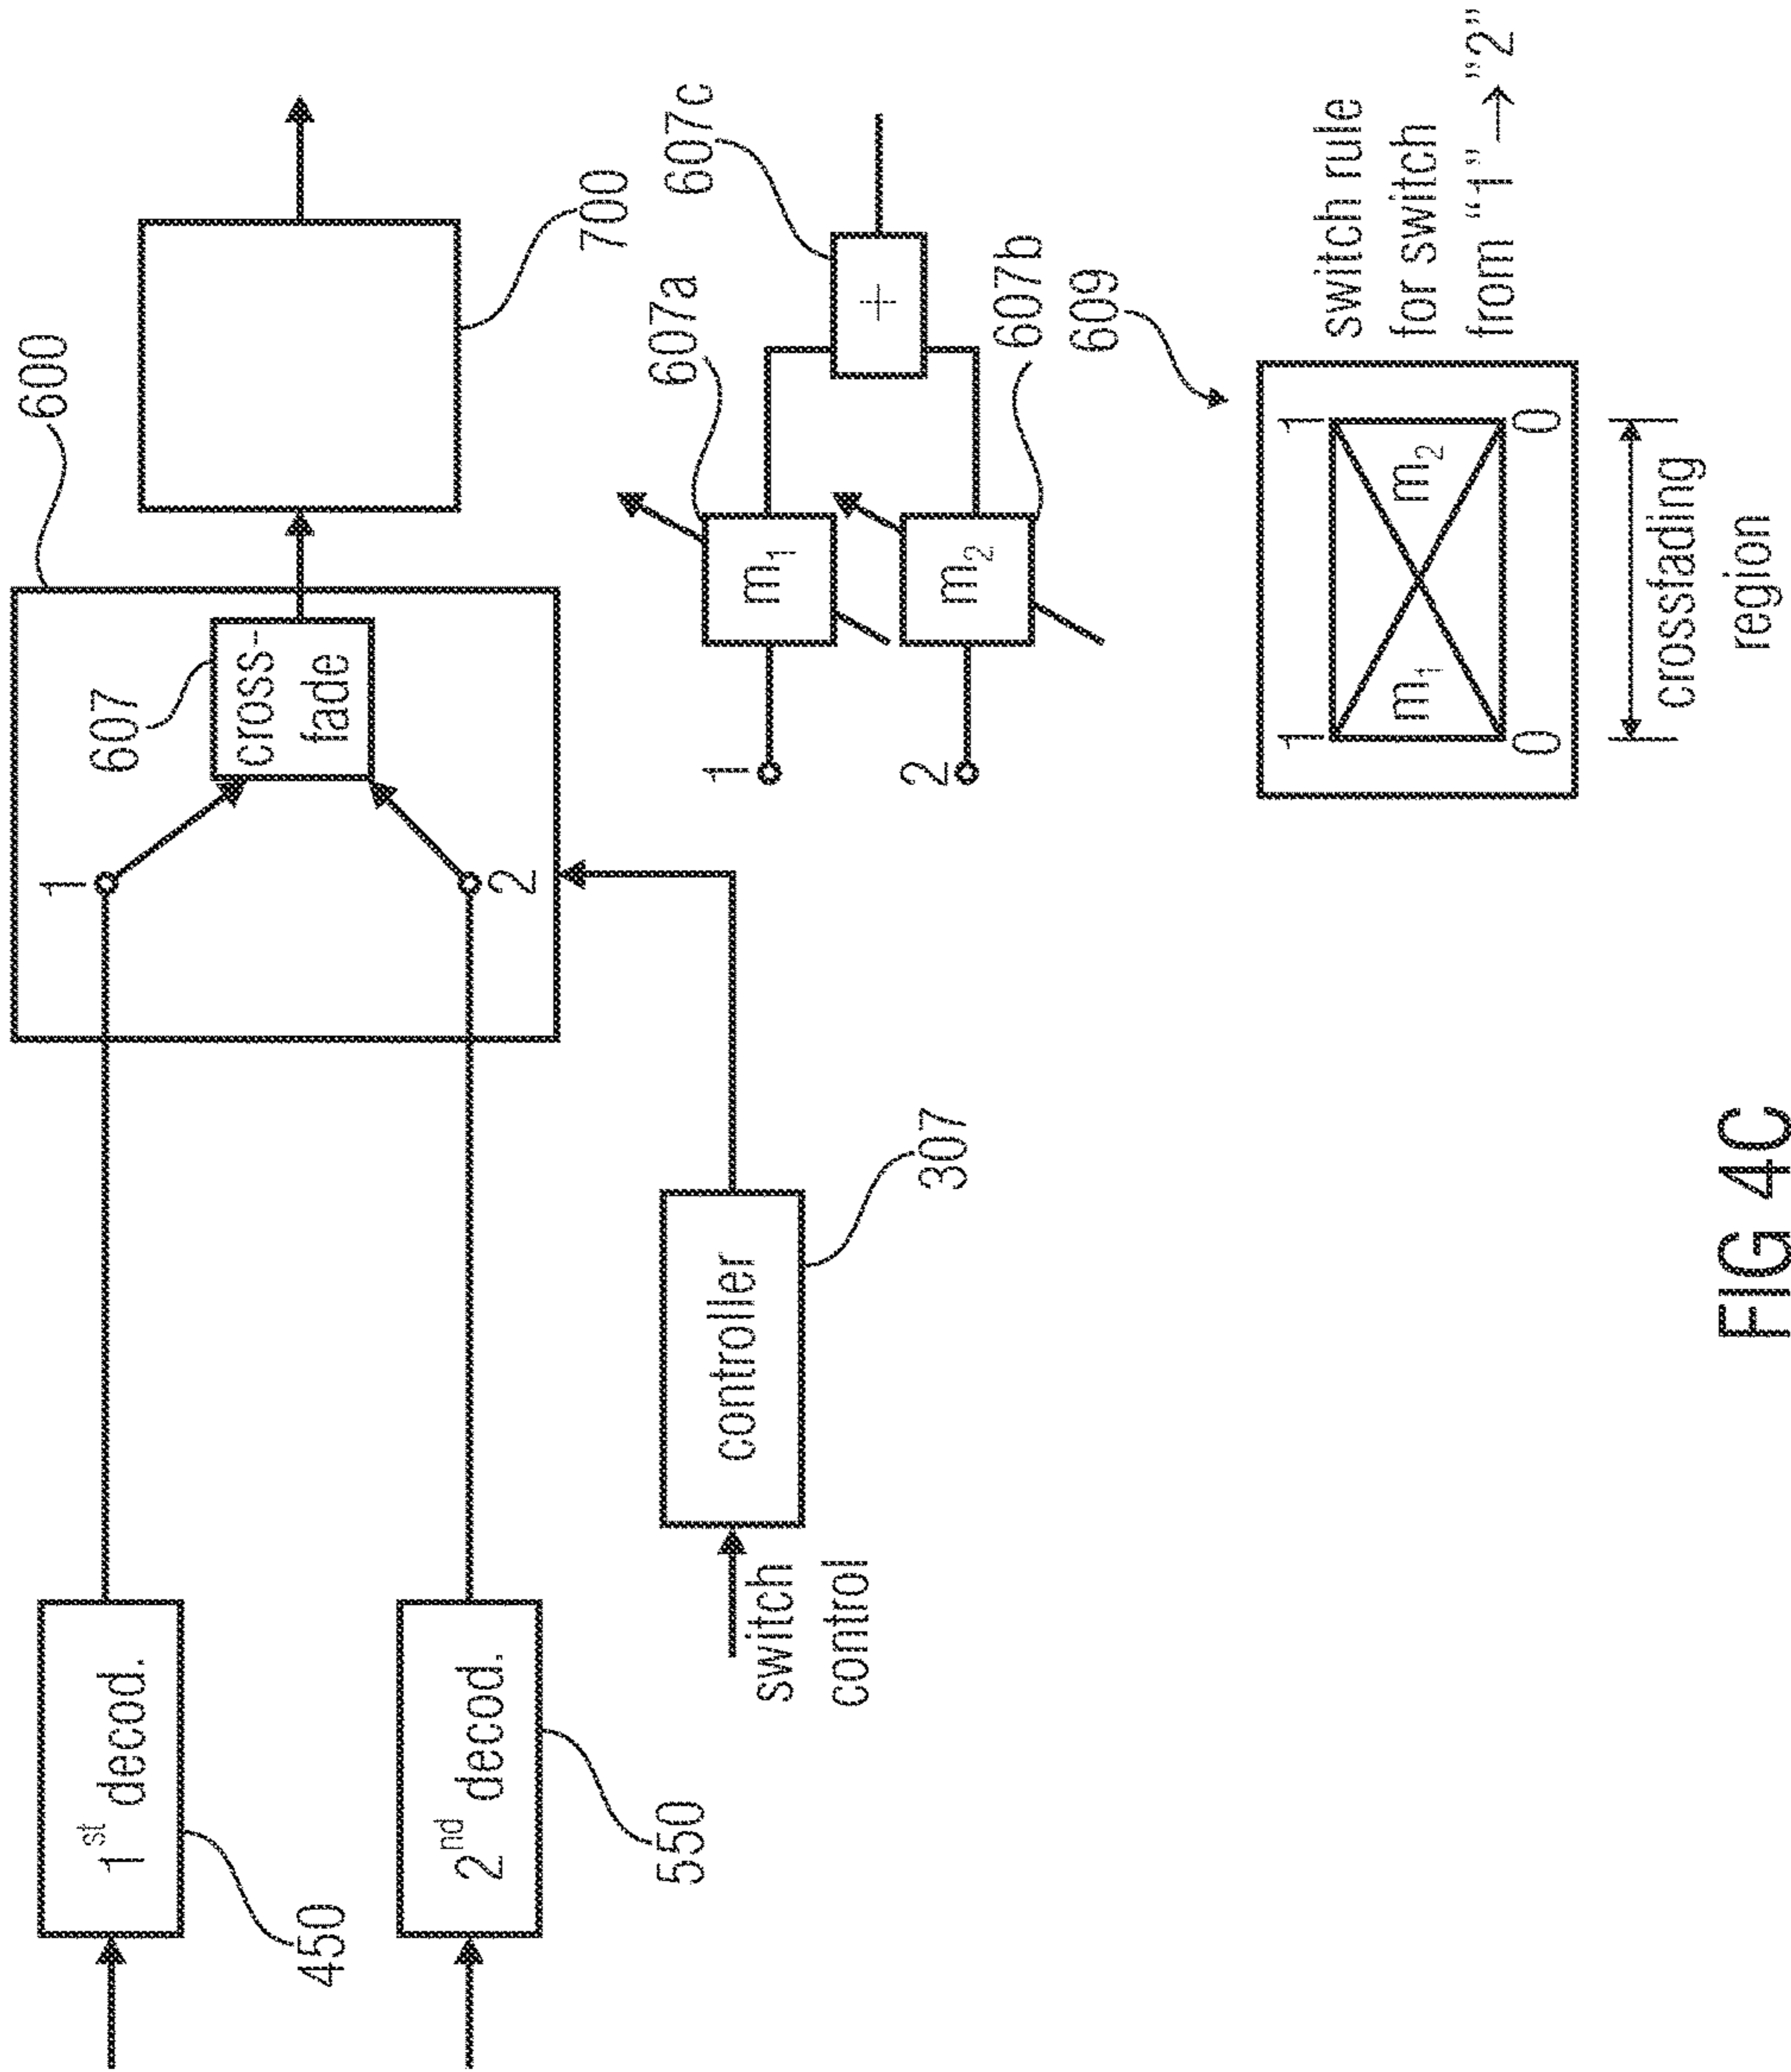 600
1
607
cross-
fade
2
700
1st decod.
450
2nd decod.
550
controller
307
switch
control
607a
1
m1
607c
+
2
m2
607b
609
1
1
m1
m2
0
0
switch rule
for switch
from “1” → ”2”
crossfading
region
FIG 4C